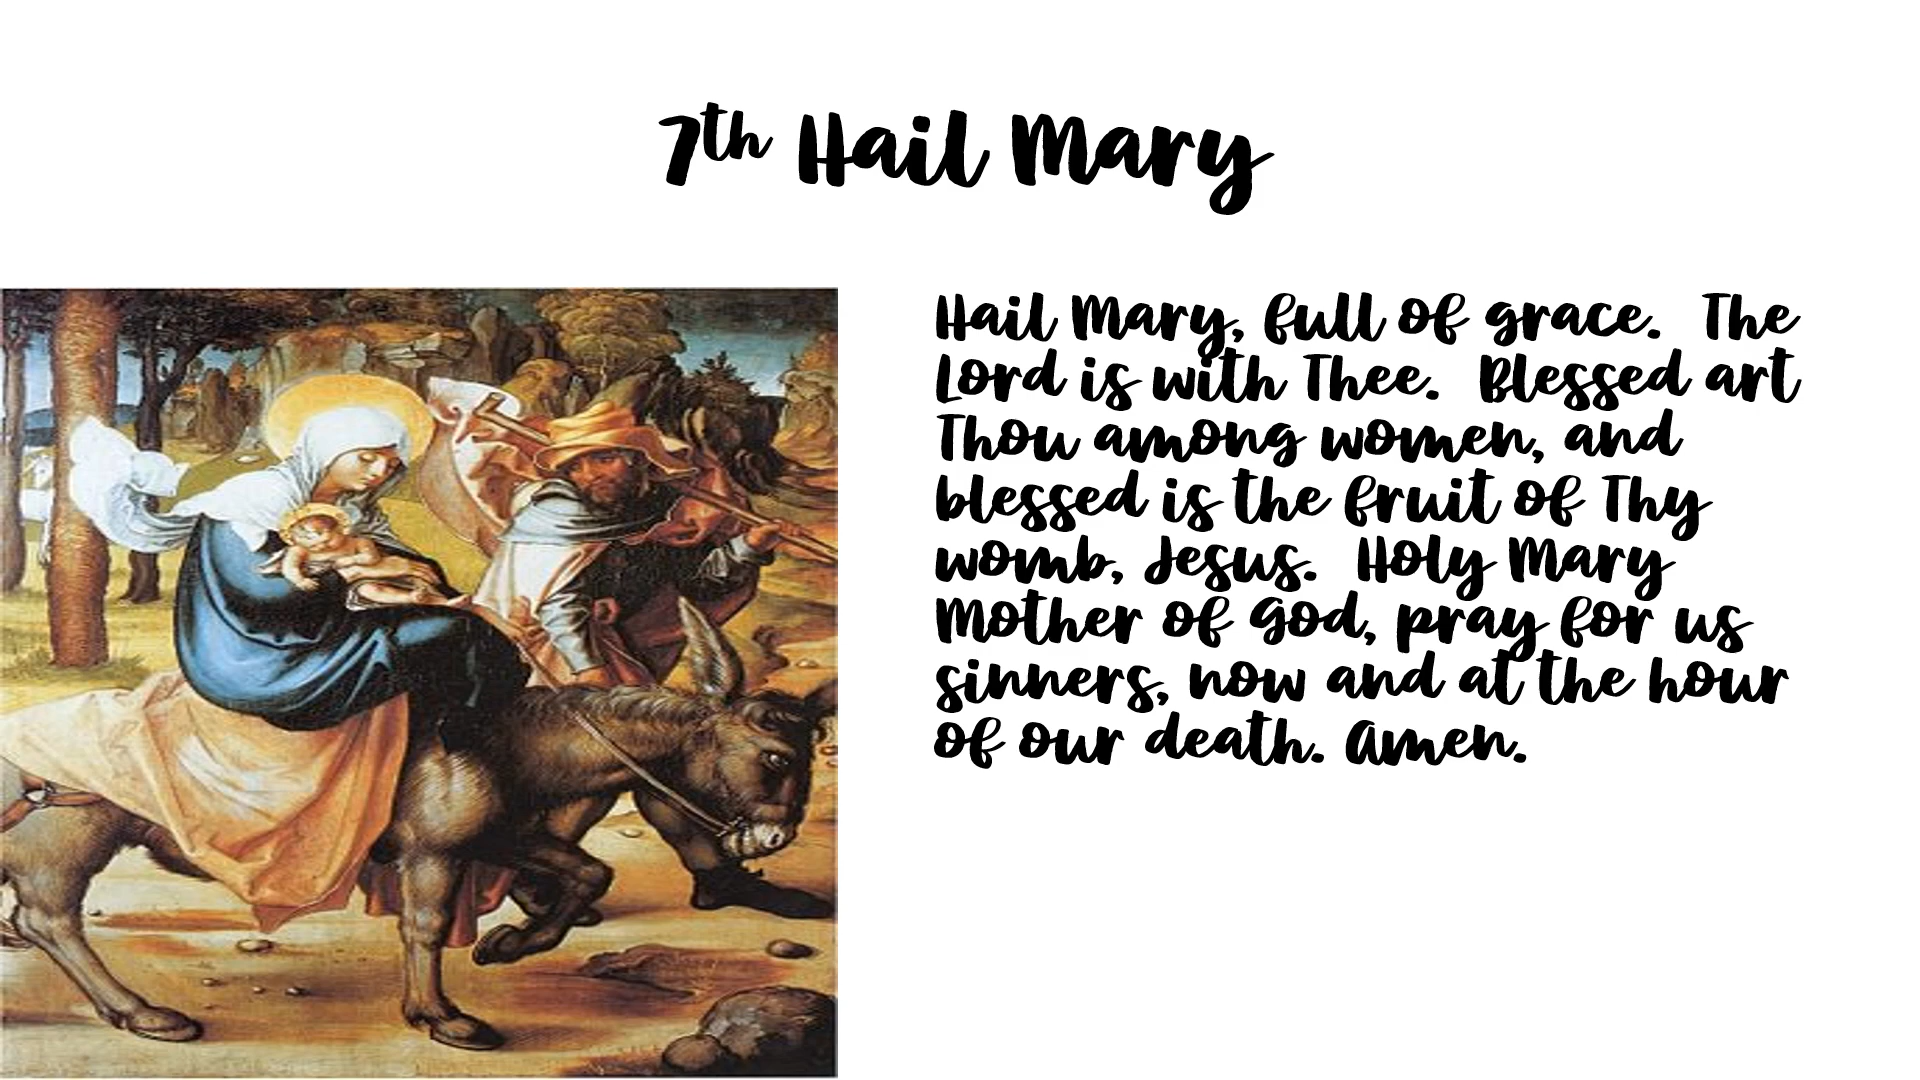 7th Hail Mary
Hail Mary, full of grace.  The
Lord is with Thee.  Blessed art
Thou among women, and
blessed is the fruit of Thy
womb, Jesus.  Holy Mary
Mother of God, pray for us
sinners, now and at the hour
of our death. Amen.